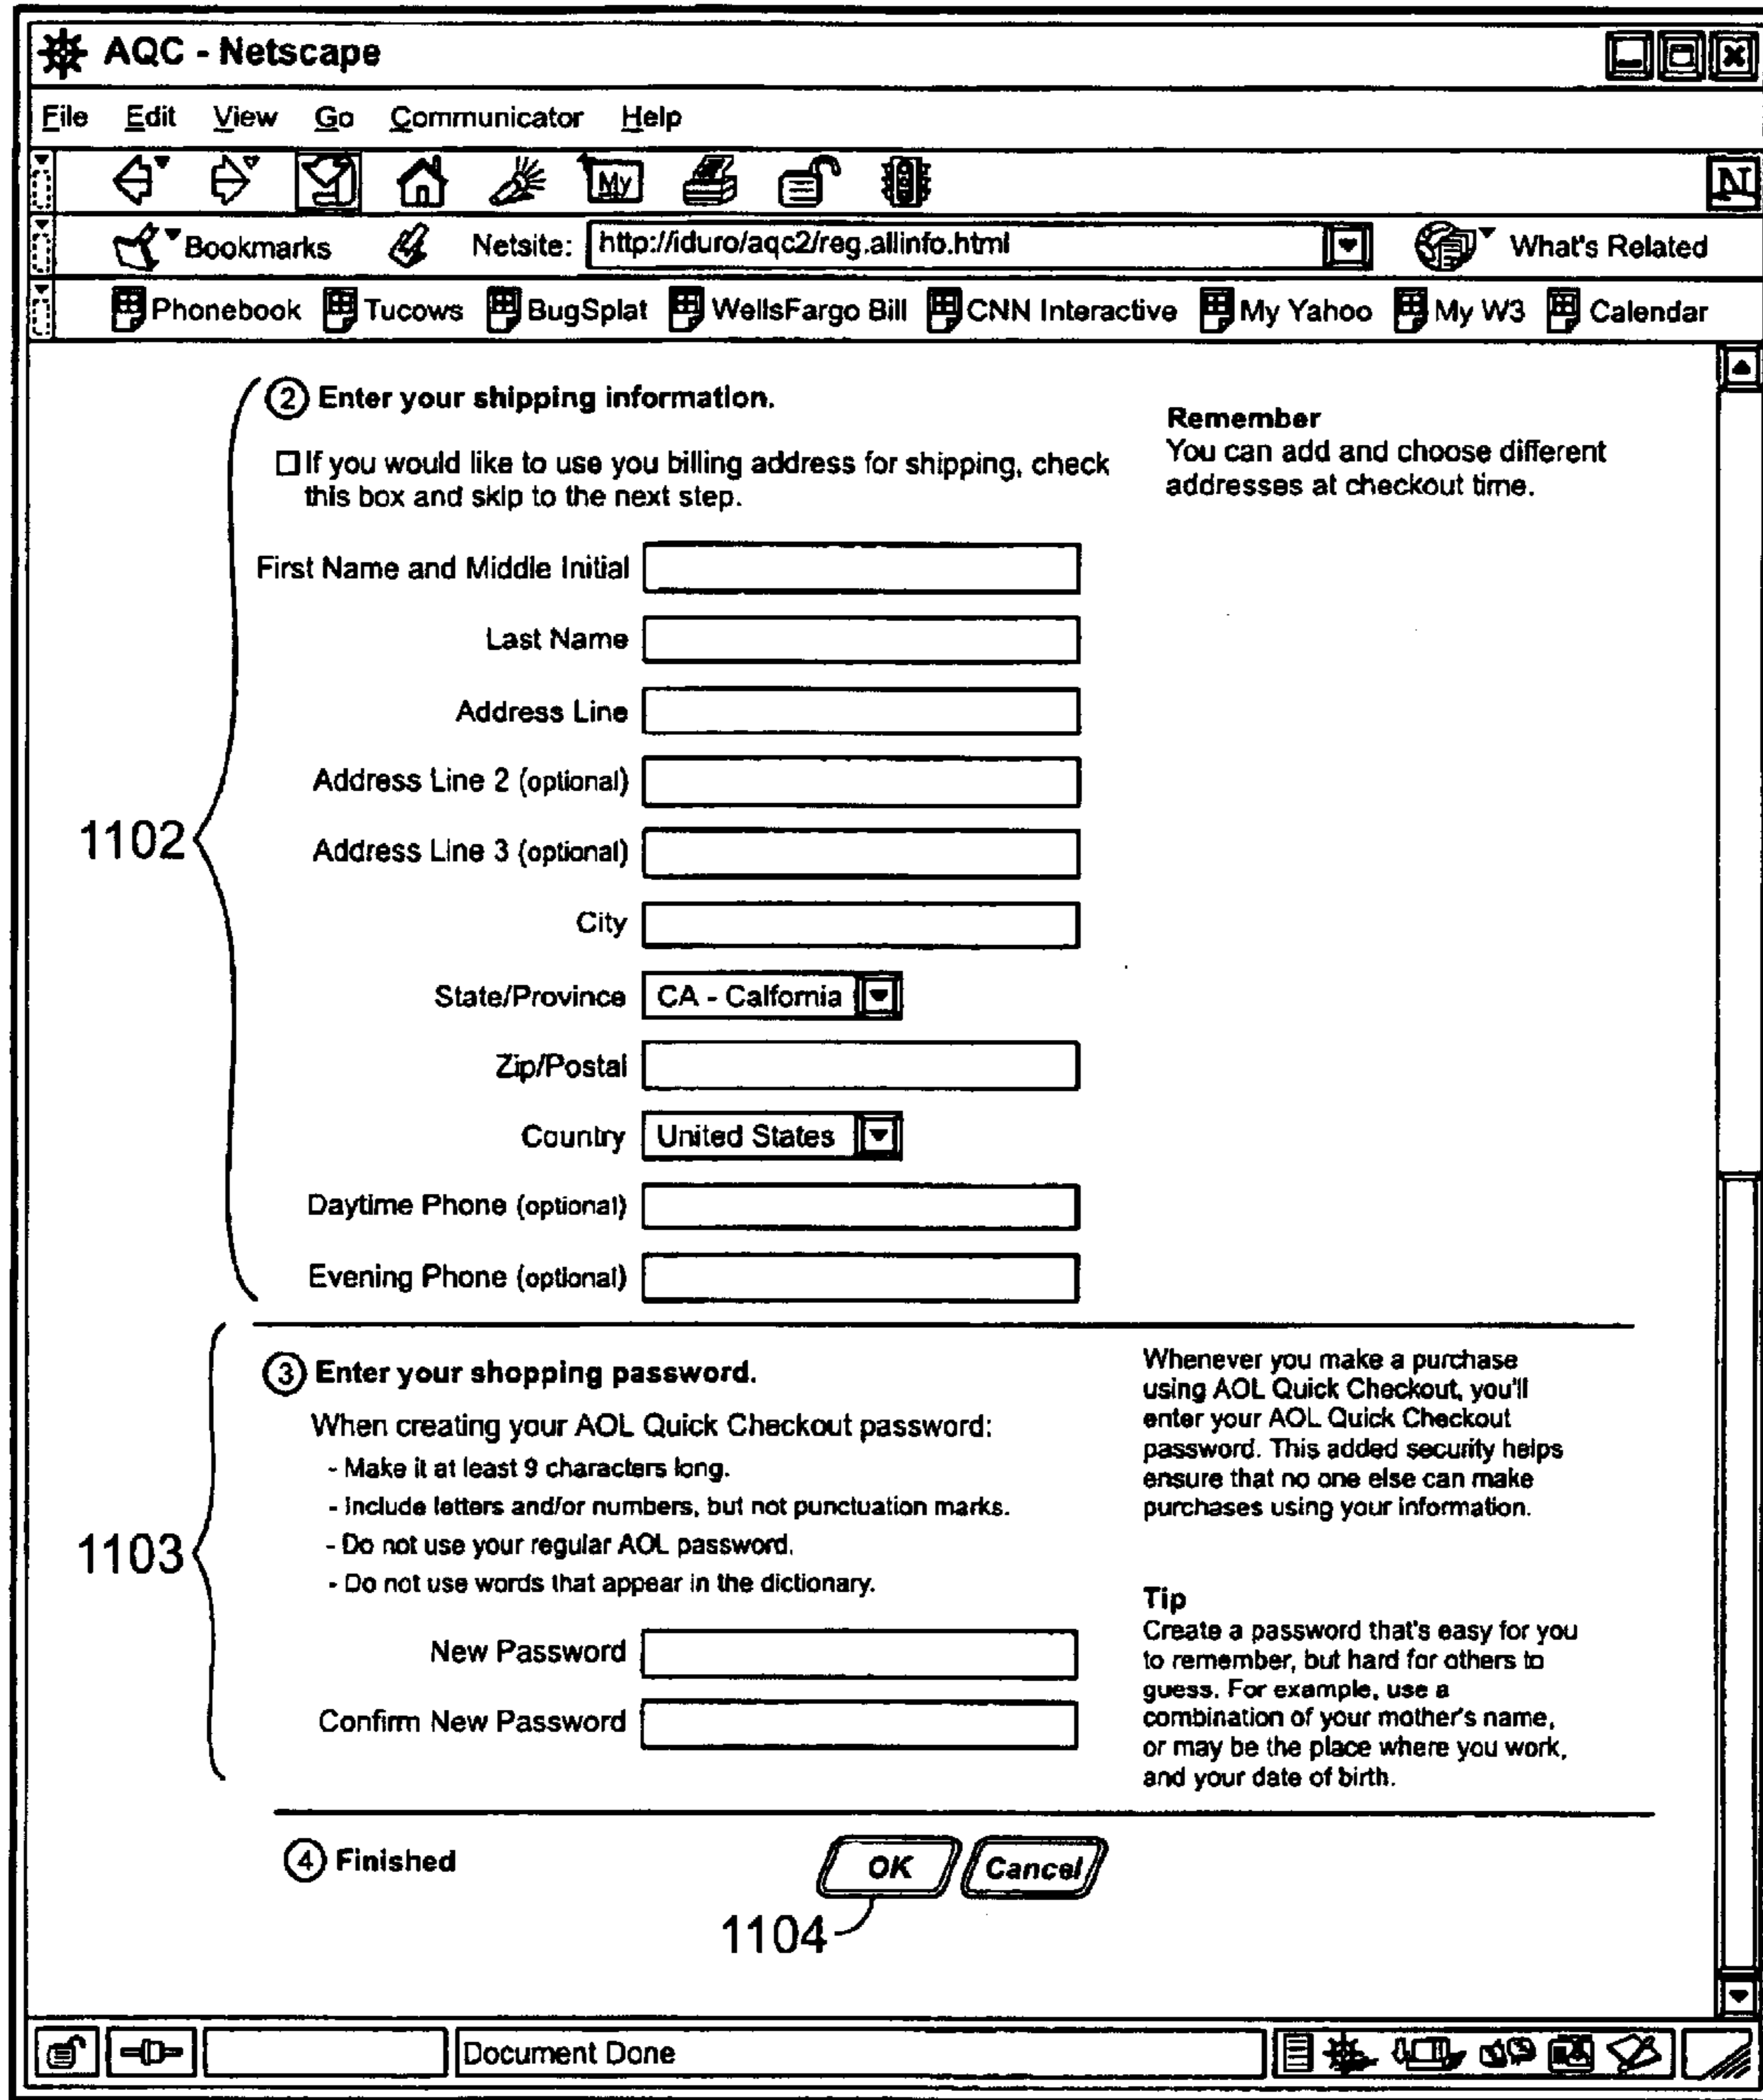 AQC - Netscape
File Edit View Go Communicator Help
My
N
Bookmarks Netsite: http://iduro/aqc2/reg.allinfo.html What's Related
Phonebook Tucows BugSplat WellsFargo Bill CNN Interactive My Yahoo My W3 Calendar
2 Enter your shipping information.
If you would like to use you billing address for shipping, check
this box and skip to the next step.
Remember
You can add and choose different
addresses at checkout time.
1102
First Name and Middle Initial
Last Name
Address Line
Address Line 2 (optional)
Address Line 3 (optional)
City
State/Province CA - Calfornia
Zip/Postal
Country United States
Daytime Phone (optional)
Evening Phone (optional)
1103
3 Enter your shopping password.
When creating your AOL Quick Checkout password:
- Make it at least 9 characters long.
- Include letters and/or numbers, but not punctuation marks.
- Do not use your regular AOL password.
- Do not use words that appear in the dictionary.
New Password
Confirm New Password
Whenever you make a purchase
using AOL Quick Checkout, you'll
enter your AOL Quick Checkout
password. This added security helps
ensure that no one else can make
purchases using your information.
Tip
Create a password that's easy for you
to remember, but hard for others to
guess. For example, use a
combination of your mother's name,
or may be the place where you work,
and your date of birth.
4 Finished
OK Cancel
1104
Document Done